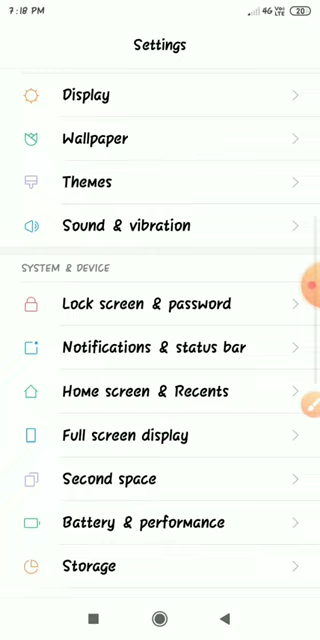 7:18 PM 4G VoLTE 20
Settings
Display
Wallpaper
Themes
Sound & vibration
SYSTEM & DEVICE
Lock screen & password
Notifications & status bar
Home screen & Recents
Full screen display
Second space
Battery & performance
Storage